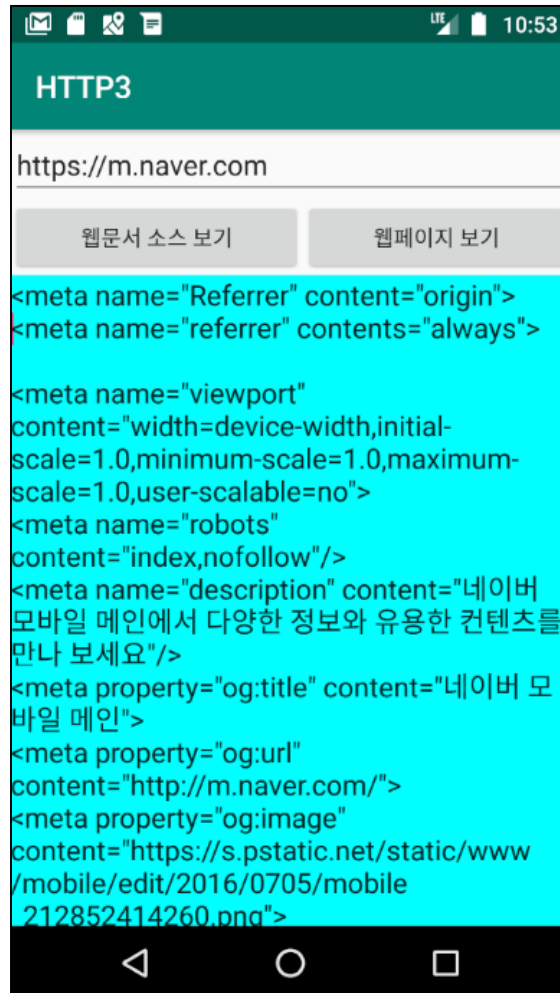 LTE 10:53
HTTP3
https://m.naver.com
웹문서 소스 보기 웹페이지 보기
<meta name="Referrer" content="origin">
<meta name="referrer" contents="always">
<meta name="viewport"
content="width=device-width,initial-
scale=1.0,minimum-scale=1.0,maximum-
scale=1.0,user-scalable=no">
<meta name="robots"
content="index,nofollow"/>
<meta name="description" content="네이버
모바일 메인에서 다양한 정보와 유용한 컨텐츠를
만나 보세요"/>
<meta property="og:title" content="네이버 모
바일 메인">
<meta property="og:url"
content="http://m.naver.com/">
<meta property="og:image"
content="https://s.pstatic.net/static/www
/mobile/edit/2016/0705/mobile
_212852414260.png">